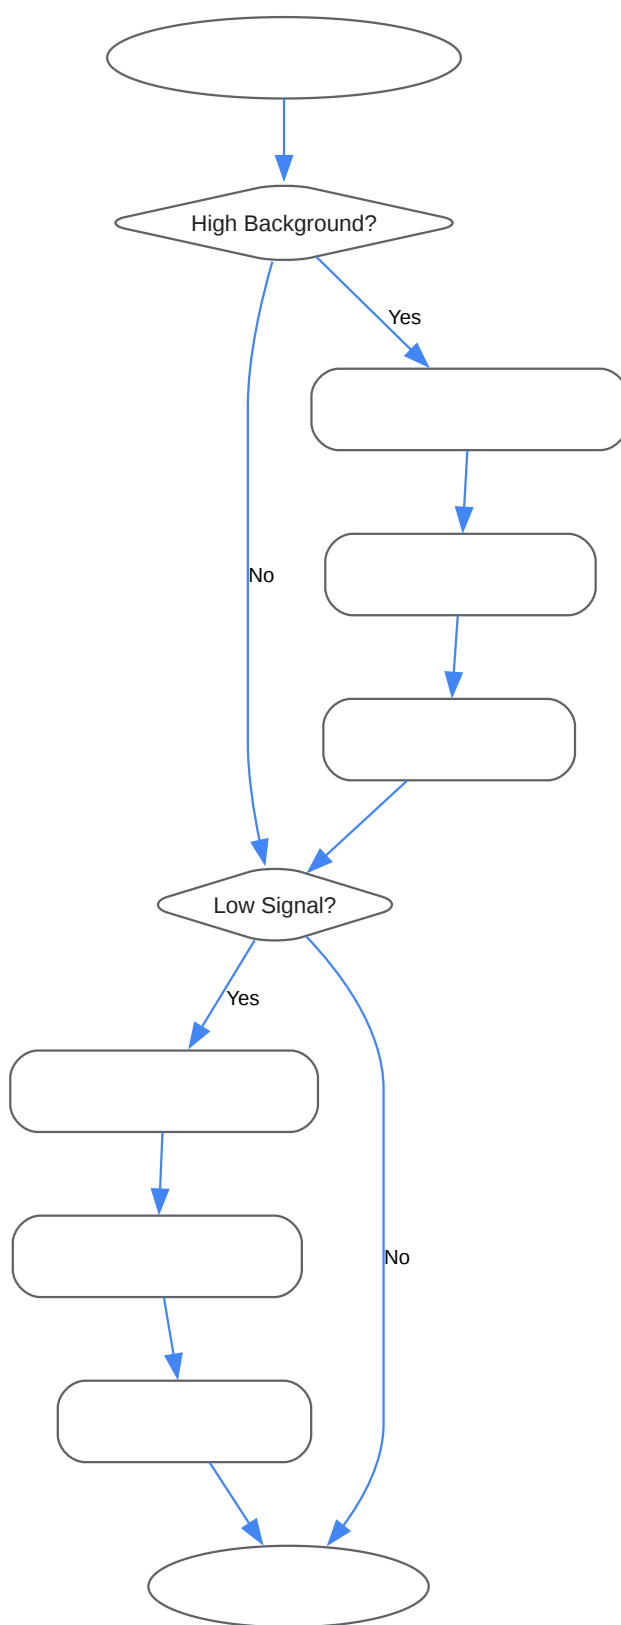 High Background?
Yes
No
Low Signal?
Yes
No